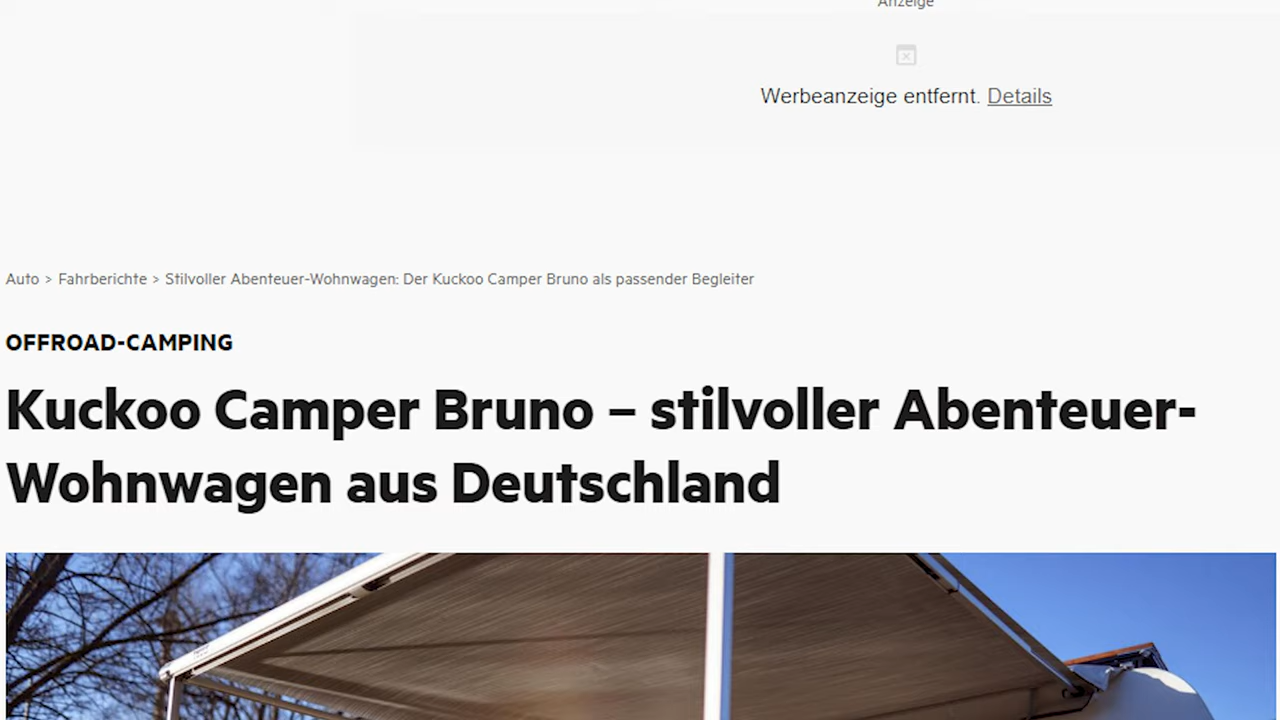 Anzeige
Werbeanzeige entfernt. Details
Auto > Fahrberichte > Stilvoller Abenteuer-Wohnwagen: Der Kuckoo Camper Bruno als passender Begleiter
OFFROAD-CAMPING
Kuckoo Camper Bruno – stilvoller Abenteuer-
Wohnwagen aus Deutschland